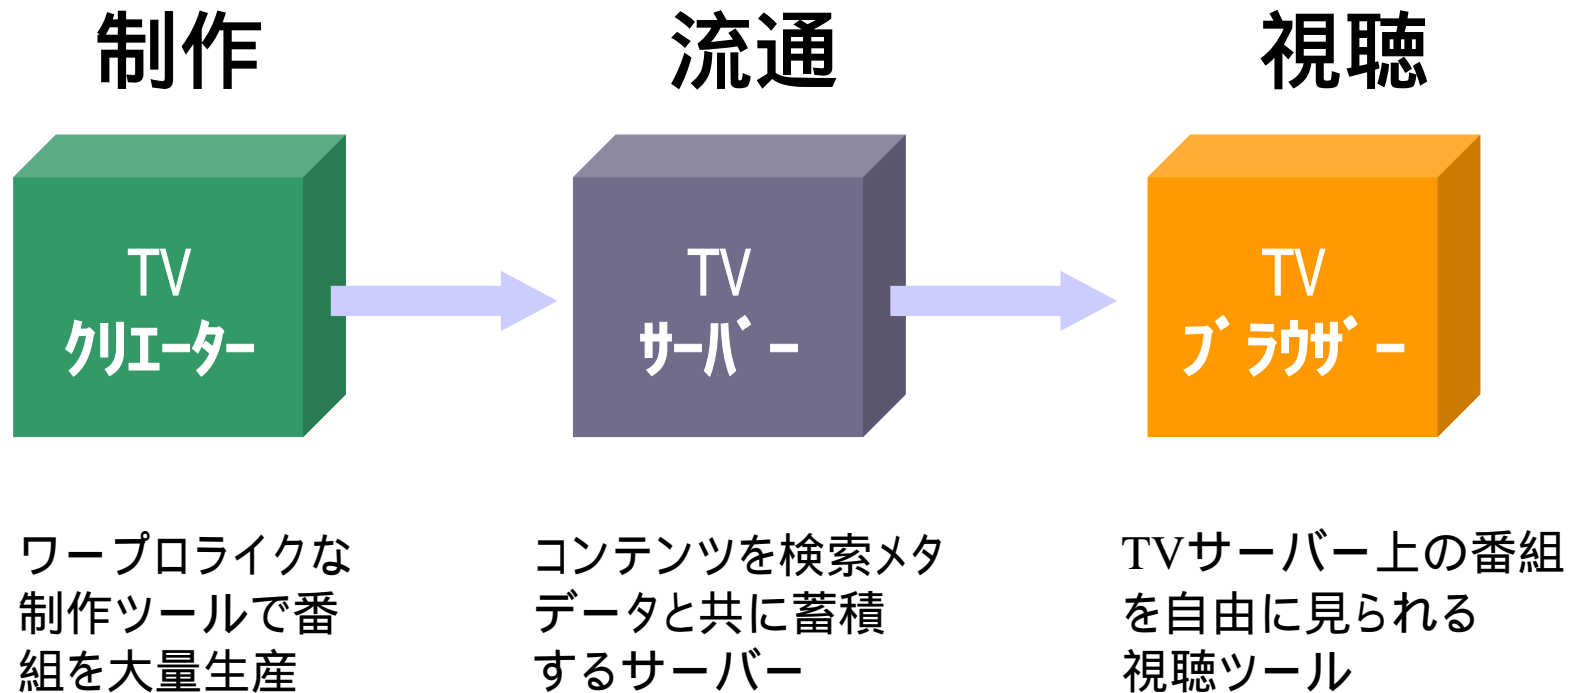 制作
流通
視聴
TV
クリエーター
TV
サーバー
TV
ブラウザー
ワープロライクな
制作ツールで番
組を大量生産
コンテンツを検索メタ
データと共に蓄積
するサーバー
TVサーバー上の番組
を自由に見られる
視聴ツール